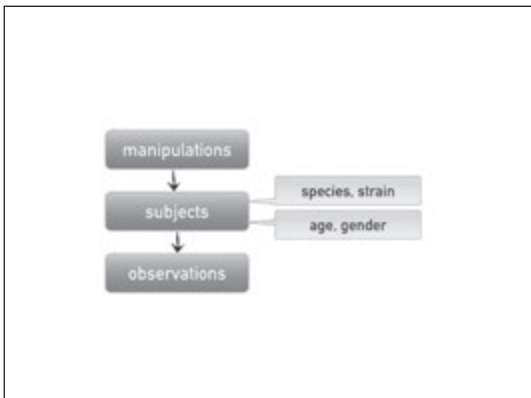 manipulations
species, strain
subjects
age, gender
observations